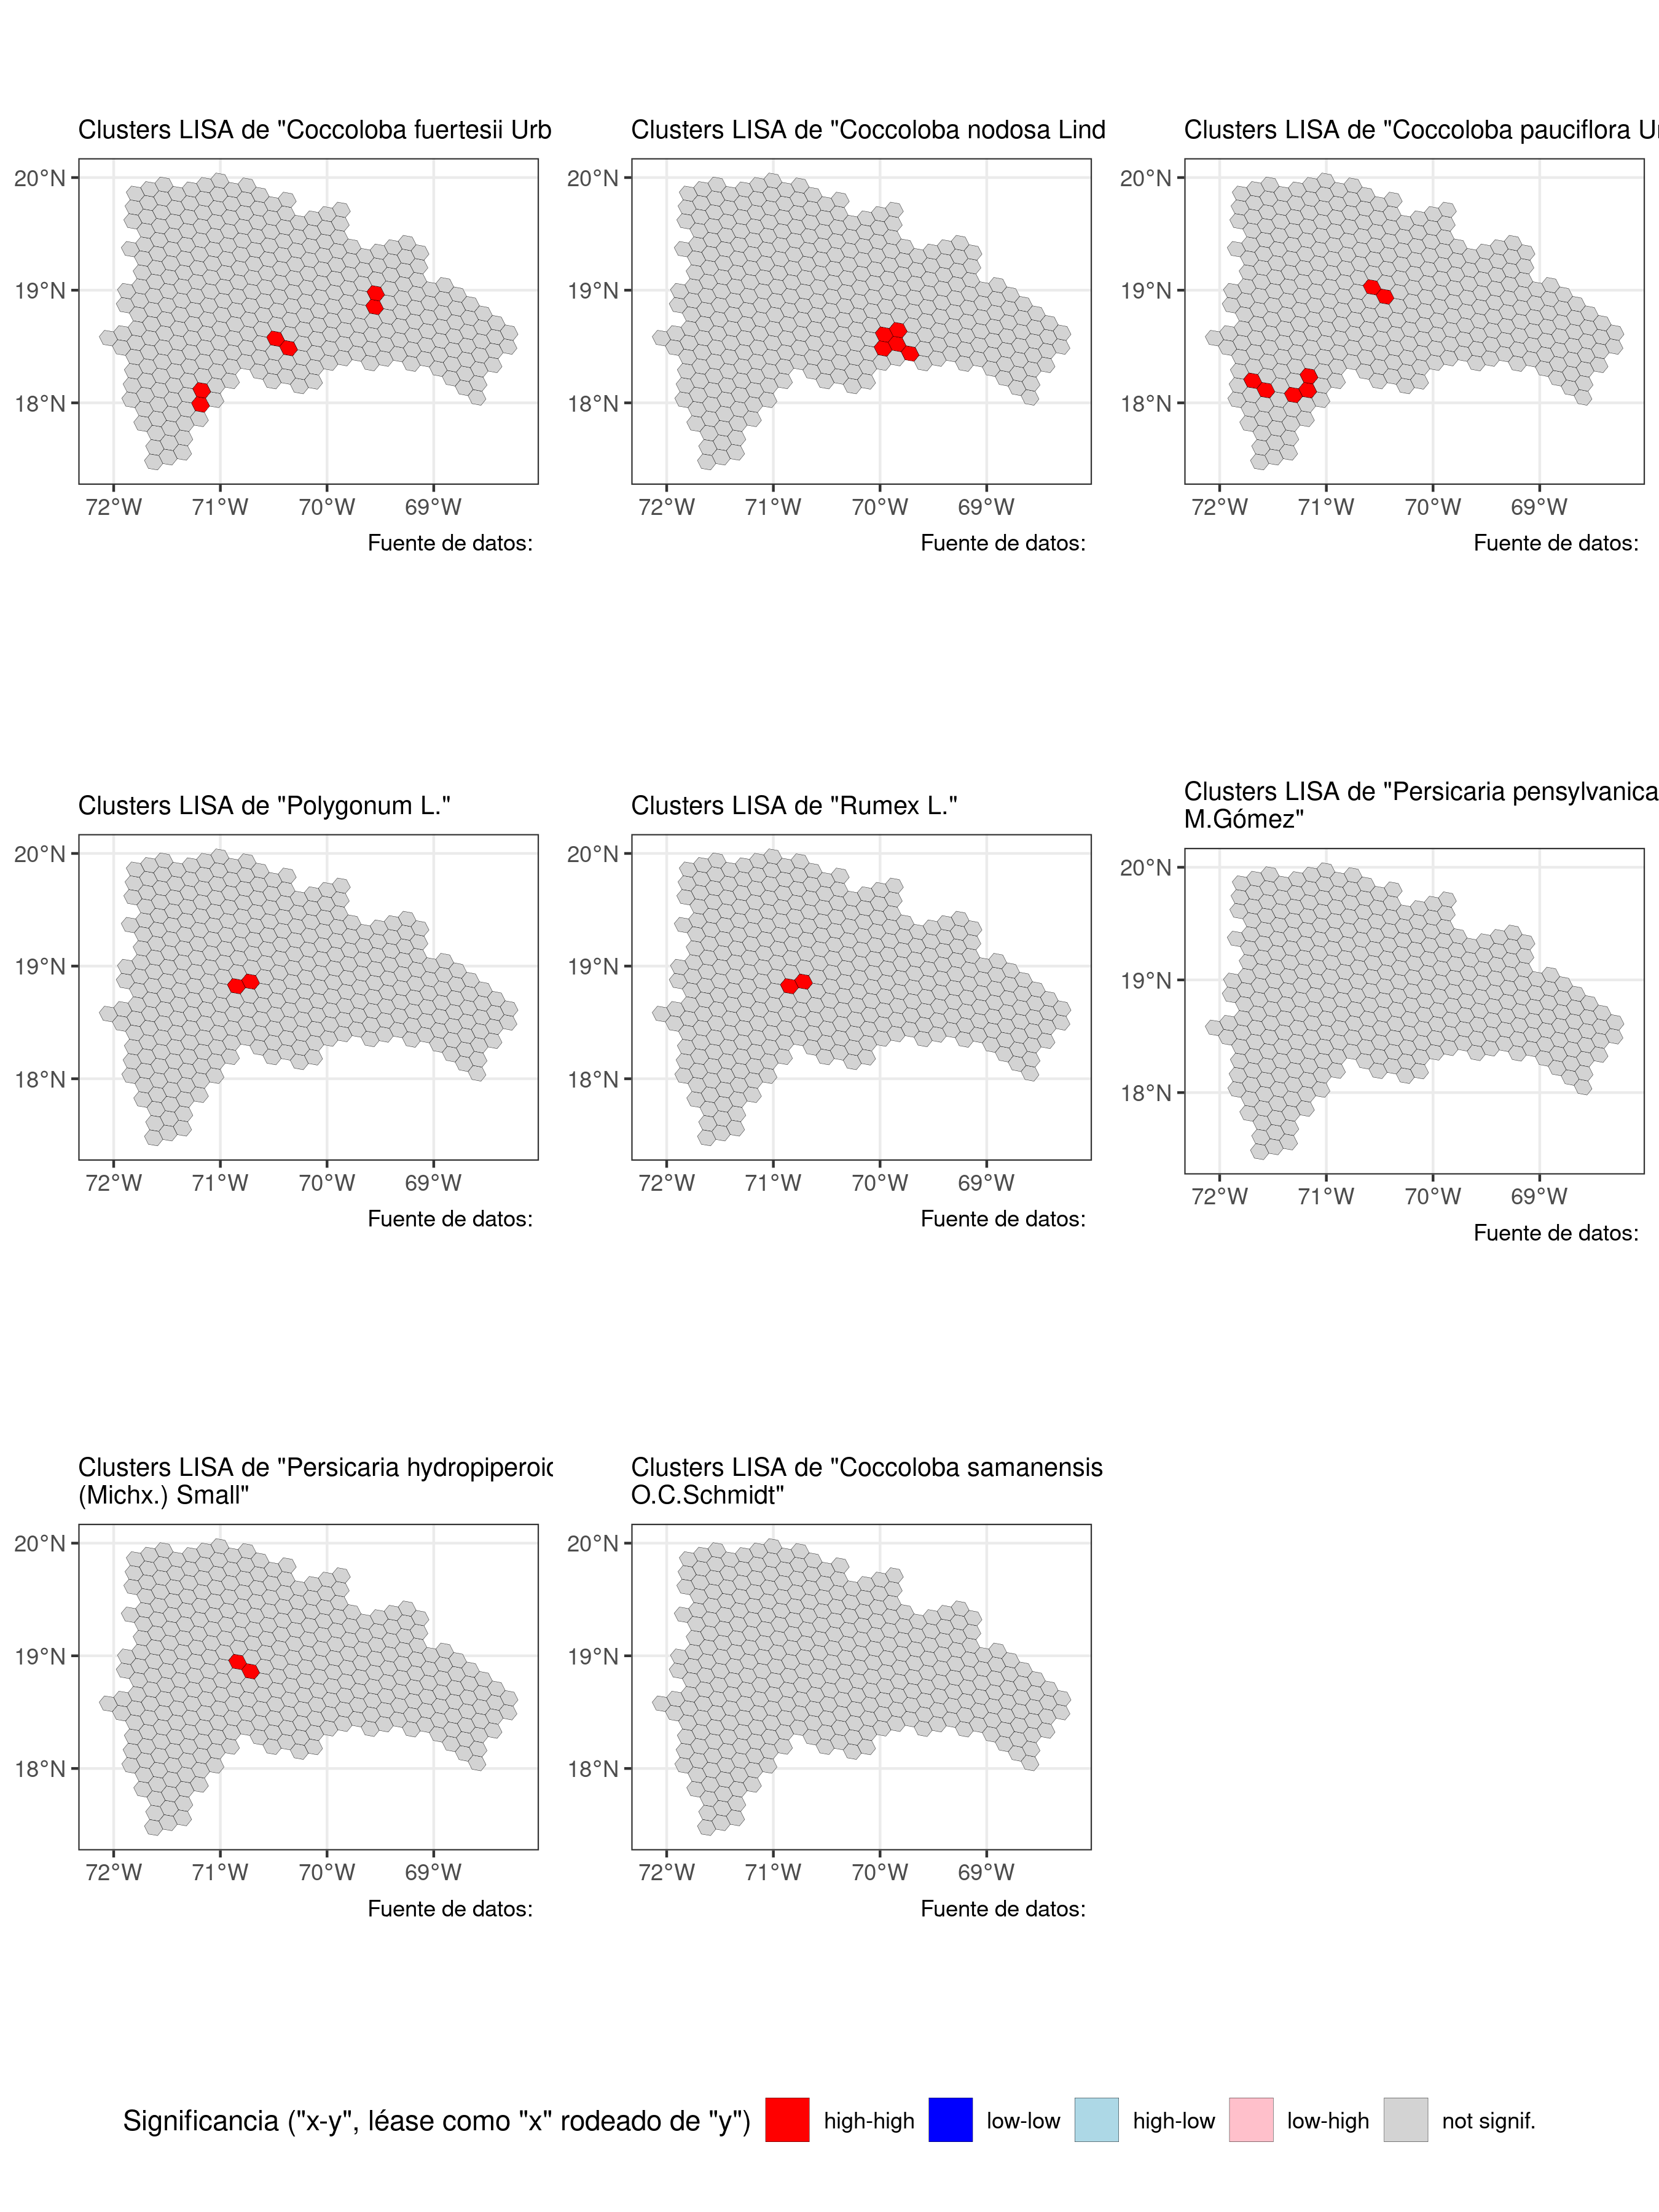 Clusters LISA de "Coccoloba fuertesii Urb
20°N
19°N
18°N
72°W 71°W 70°W 69°W
Fuente de datos:
Clusters LISA de "Coccoloba nodosa Lind
20°N
19°N
18°N
72°W 71°W 70°W 69°W
Fuente de datos:
Clusters LISA de "Coccoloba pauciflora Ur
20°N
19°N
18°N
72°W 71°W 70°W 69°W
Fuente de datos:
Clusters LISA de "Polygonum L."
20°N
19°N
18°N
72°W 71°W 70°W 69°W
Fuente de datos:
Clusters LISA de "Rumex L."
20°N
19°N
18°N
72°W 71°W 70°W 69°W
Fuente de datos:
Clusters LISA de "Persicaria pensylvanica
M.Gómez"
20°N
19°N
18°N
72°W 71°W 70°W 69°W
Fuente de datos:
Clusters LISA de "Persicaria hydropiperoic
(Michx.) Small"
20°N
19°N
18°N
72°W 71°W 70°W 69°W
Fuente de datos:
Clusters LISA de "Coccoloba samanensis
O.C.Schmidt"
20°N
19°N
18°N
72°W 71°W 70°W 69°W
Fuente de datos:
Significancia ("x-y", léase como "x" rodeado de "y") high-high low-low high-low low-high not signif.